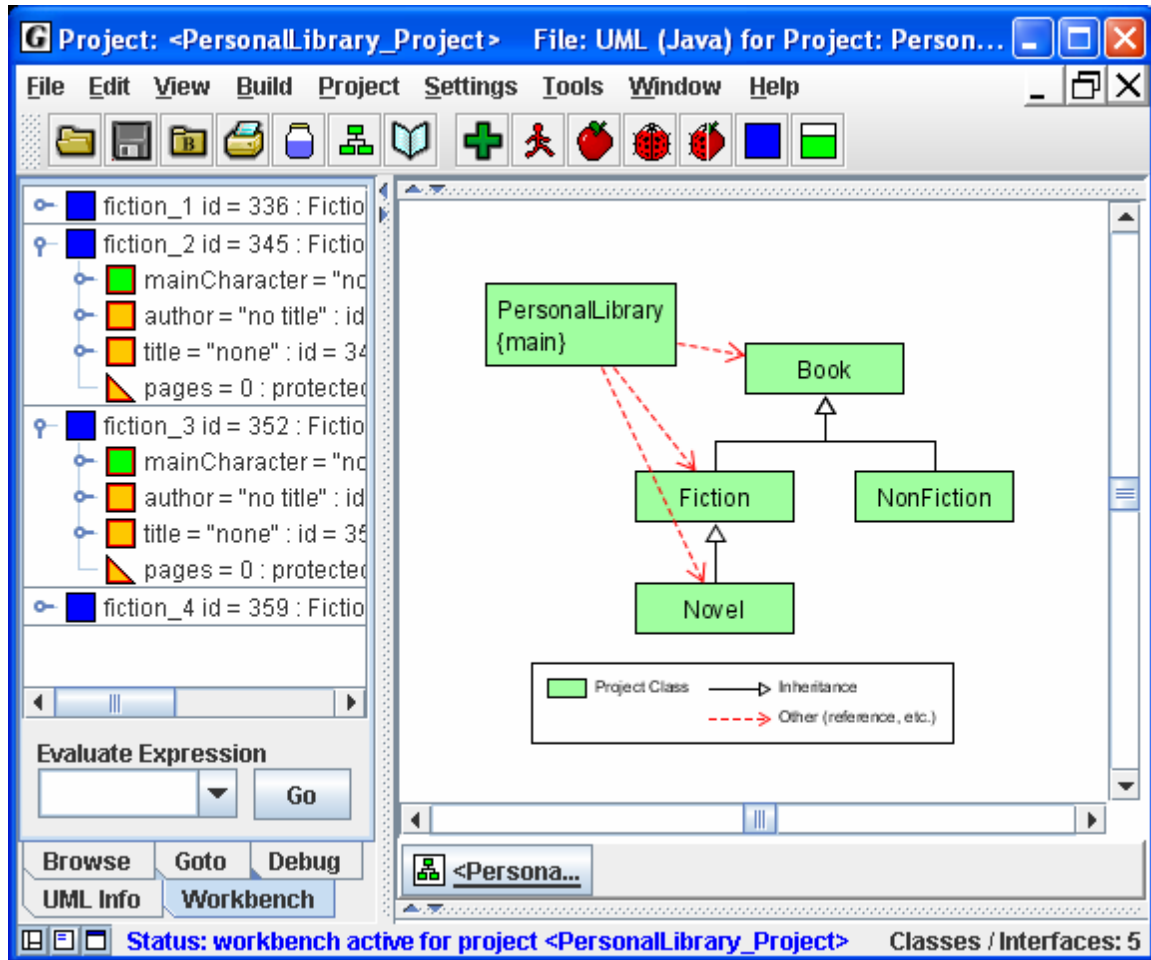 Project: <PersonalLibrary_Project> File: UML (Java) for Project: Person...
File Edit View Build Project Settings Tools Window Help
fiction_1 id = 336 : Fictio
fiction_2 id = 345 : Fictio
mainCharacter = "no
author = "no title" : id
title = "none" : id = 34
pages = 0 : protected
fiction_3 id = 352 : Fictio
mainCharacter = "no
author = "no title" : id
title = "none" : id = 35
pages = 0 : protected
fiction_4 id = 359 : Fictio
Evaluate Expression
Go
Browse Goto Debug
UML Info Workbench
PersonalLibrary
{main}
Book
Fiction
NonFiction
Novel
Project Class
Inheritance
Other (reference, etc.)
<Persona...
Status: workbench active for project <PersonalLibrary_Project> Classes / Interfaces: 5